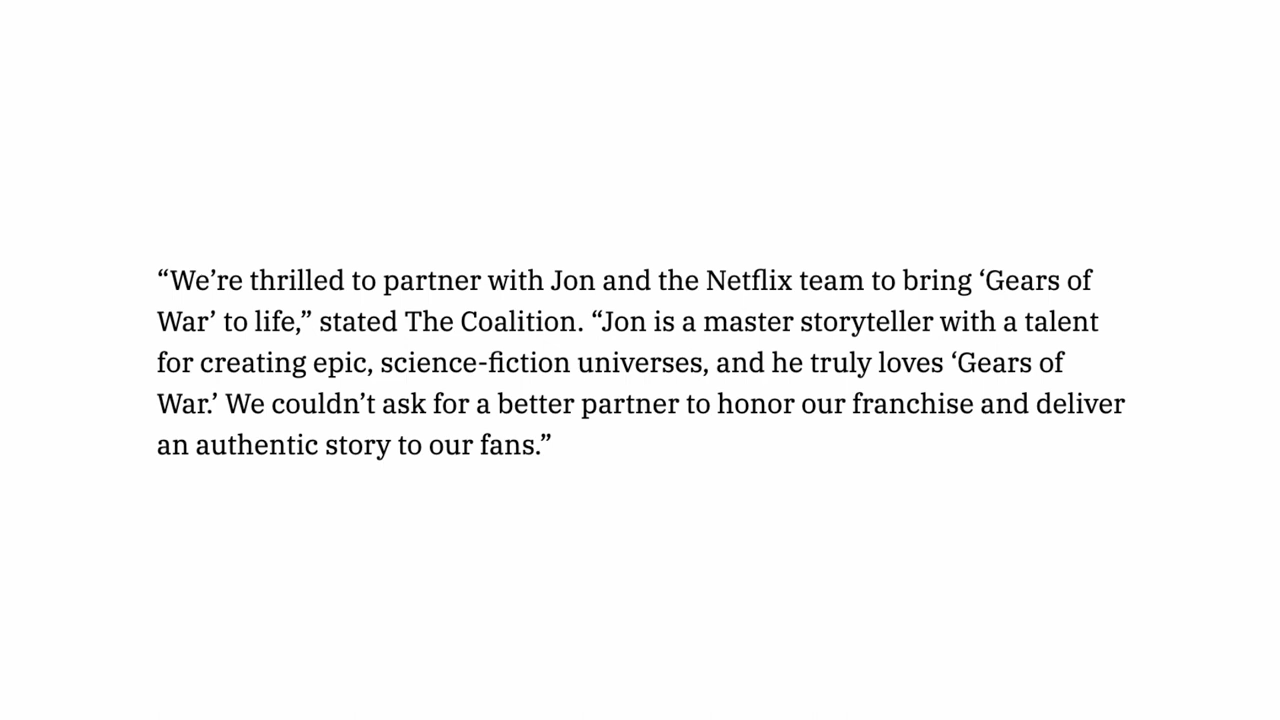 “We’re thrilled to partner with Jon and the Netflix team to bring ‘Gears of
War’ to life,” stated The Coalition. “Jon is a master storyteller with a talent
for creating epic, science-fiction universes, and he truly loves ‘Gears of
War.’ We couldn’t ask for a better partner to honor our franchise and deliver
an authentic story to our fans.”